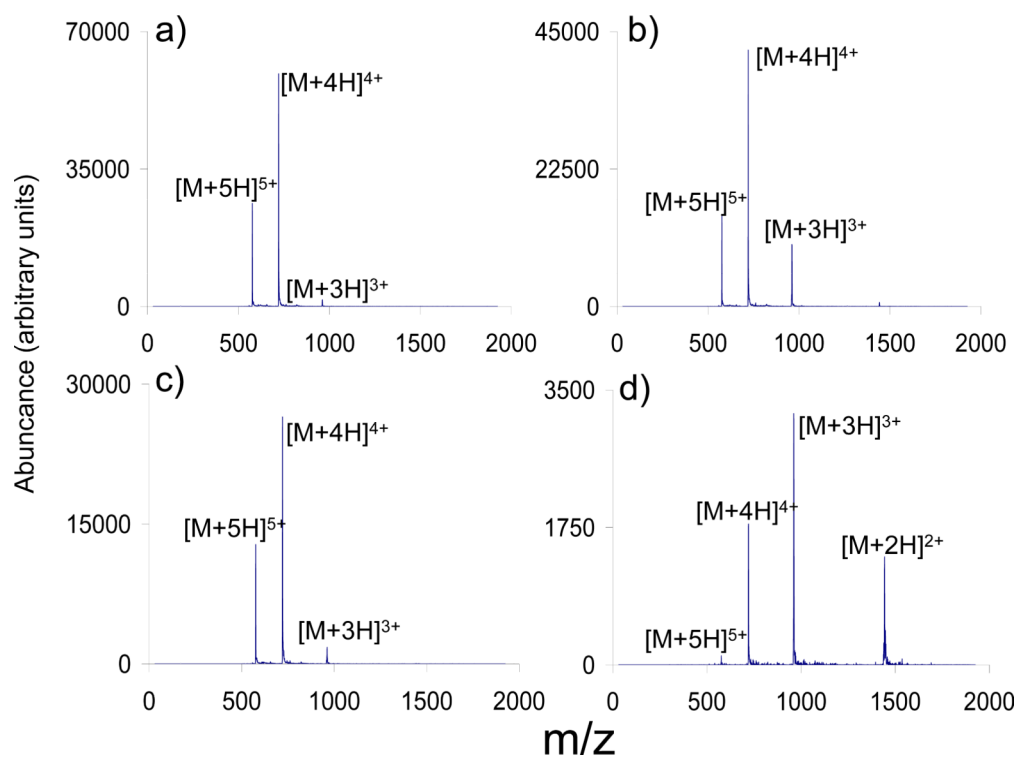 Abuncance (arbitrary units)
a)
70000
35000
0
[M+4H]⁴⁺
[M+5H]⁵⁺
[M+3H]³⁺
0 500 1000 1500 2000
b)
45000
22500
0
[M+4H]⁴⁺
[M+5H]⁵⁺
[M+3H]³⁺
0 500 1000 1500 2000
c)
30000
15000
0
[M+4H]⁴⁺
[M+5H]⁵⁺
[M+3H]³⁺
0 500 1000 1500 2000
d)
3500
1750
0
[M+3H]³⁺
[M+4H]⁴⁺
[M+2H]²⁺
[M+5H]⁵⁺
0 500 1000 1500 2000
m/z